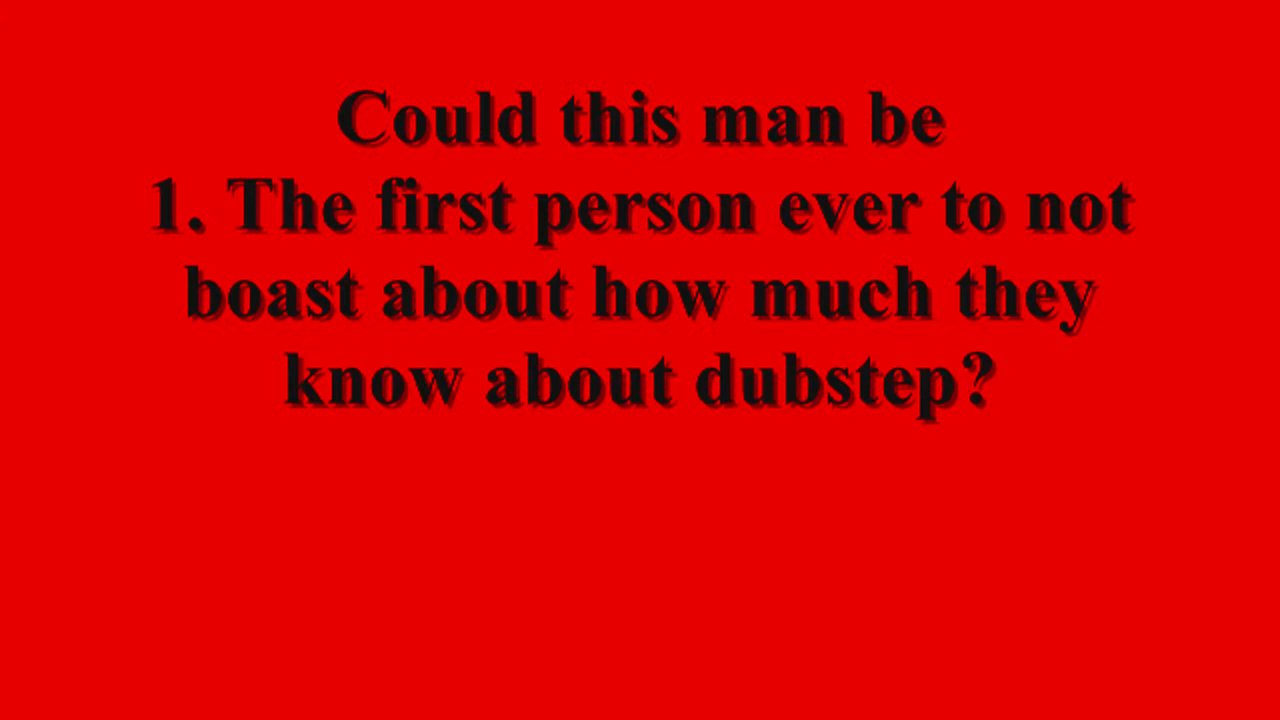 Could this man be
1. The first person ever to not
boast about how much they
know about dubstep?